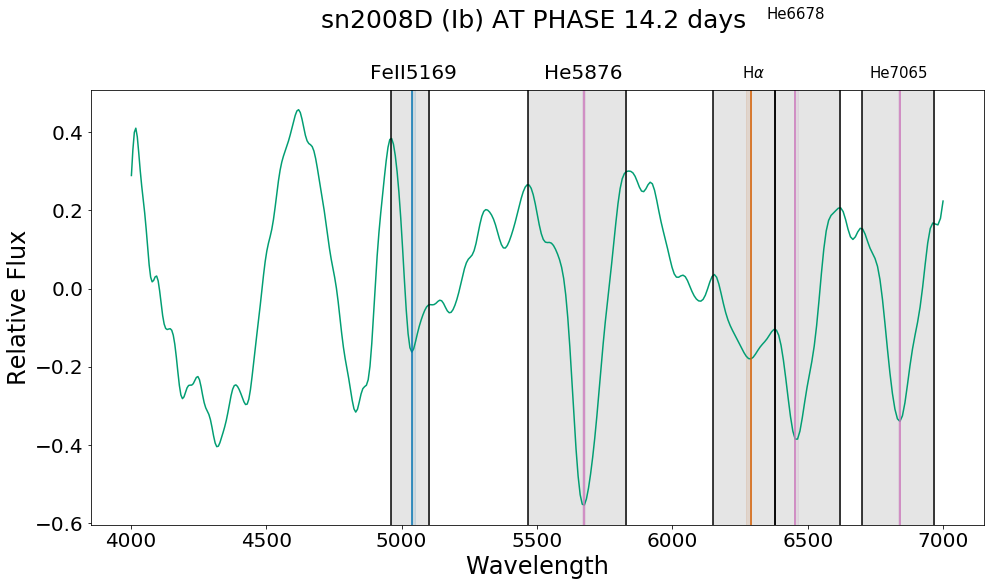 sn2008D (Ib) AT PHASE 14.2 days
He6678
FeII5169
He5876
Hα
He7065
Relative Flux
0.4
0.2
0.0
−0.2
−0.4
−0.6
4000
4500
5000
5500
6000
6500
7000
Wavelength